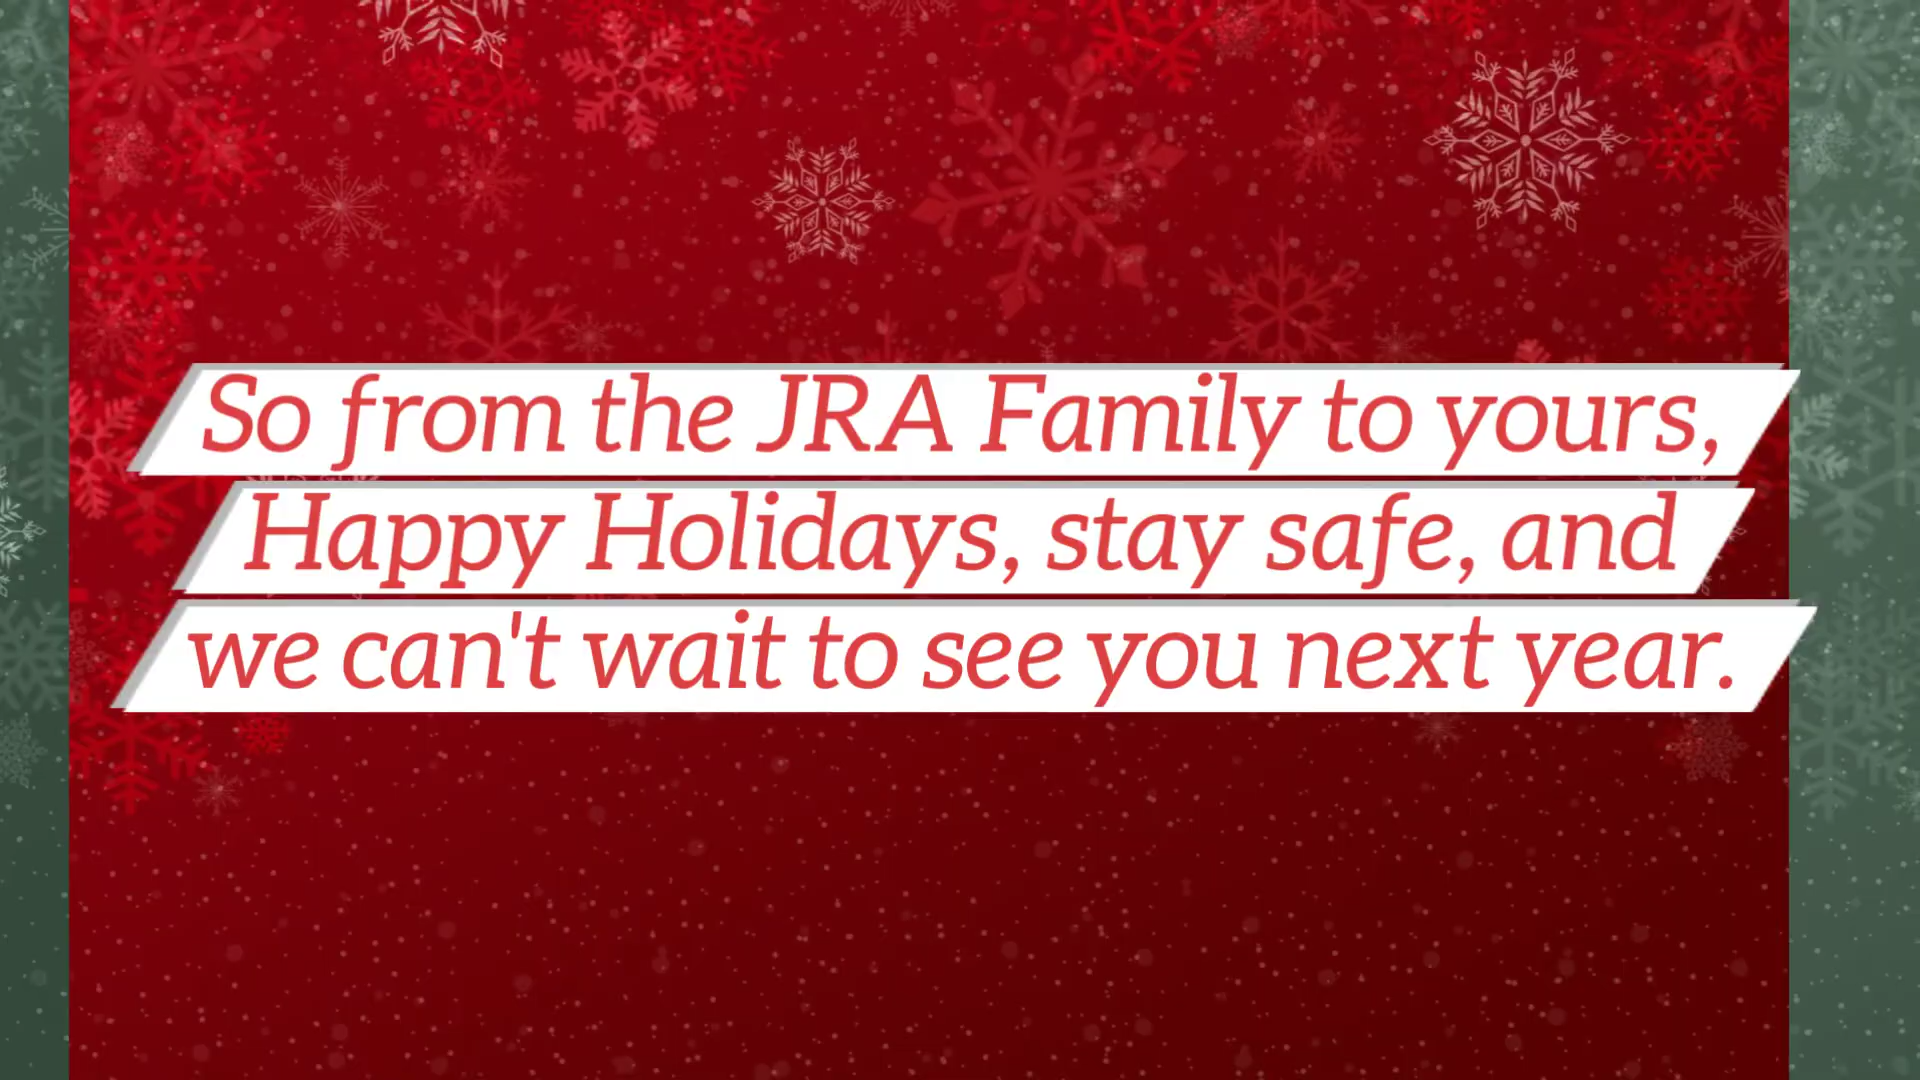 So from the JRA Family to yours,
Happy Holidays, stay safe, and
we can't wait to see you next year.